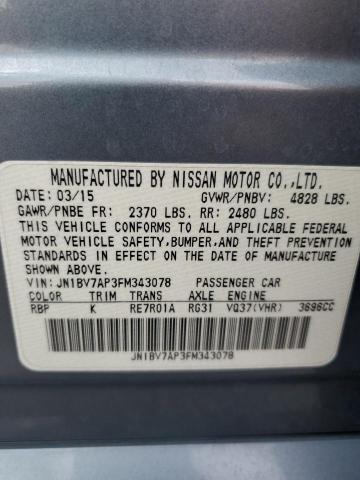 MANUFACTURED BY NISSAN MOTOR CO.,LTD.
DATE: 03/15 GVWR/PNBV: 4828 LBS.
GAWR/PNBE FR: 2370 LBS. RR: 2480 LBS.
THIS VEHICLE CONFORMS TO ALL APPLICABLE FEDERAL
MOTOR VEHICLE SAFETY,BUMPER,AND THEFT PREVENTION
STANDARDS IN EFFECT ON THE DATE OF MANUFACTURE
SHOWN ABOVE.
VIN: JN1BV7AP3FM343078 PASSENGER CAR
COLOR TRIM TRANS AXLE ENGINE
RBP K RE7R01A RG31 VQ37(VHR) 3696CC
JN1BV7AP3FM343078